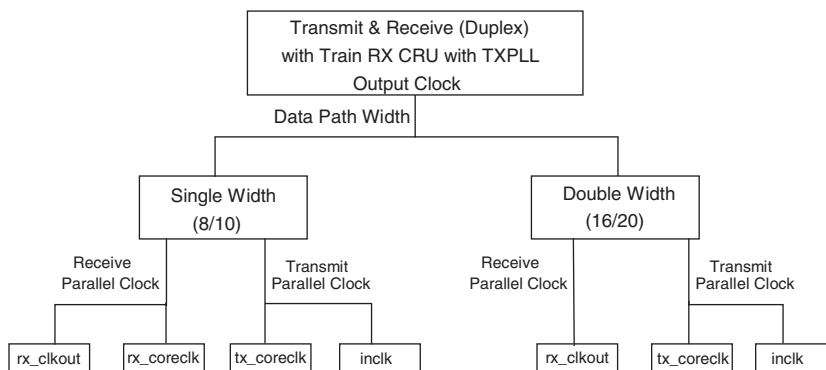 Transmit & Receive (Duplex)
with Train RX CRU with TXPLL
Output Clock
Data Path Width
Single Width
(8/10)
Double Width
(16/20)
Receive
Parallel Clock
Transmit
Parallel Clock
Receive
Parallel Clock
Transmit
Parallel Clock
rx_clkout
rx_coreclk
tx_coreclk
inclk
rx_clkout
tx_coreclk
inclk